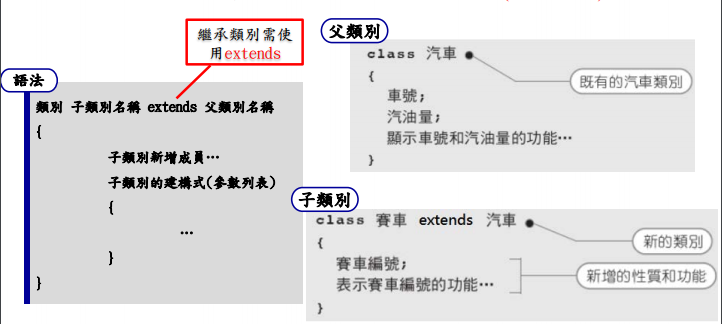 繼承類別需使
用extends
語法
類別 子類別名稱 extends 父類別名稱
{
子類別新增成員…
子類別的建構式(參數列表)
{
…
}
}
父類別
class 汽車
{
車號;
汽油量;
顯示車號和汽油量的功能…
}
既有的汽車類別
子類別
class 賽車 extends 汽車
{
賽車編號;
表示賽車編號的功能…
}
新的類別
新增的性質和功能